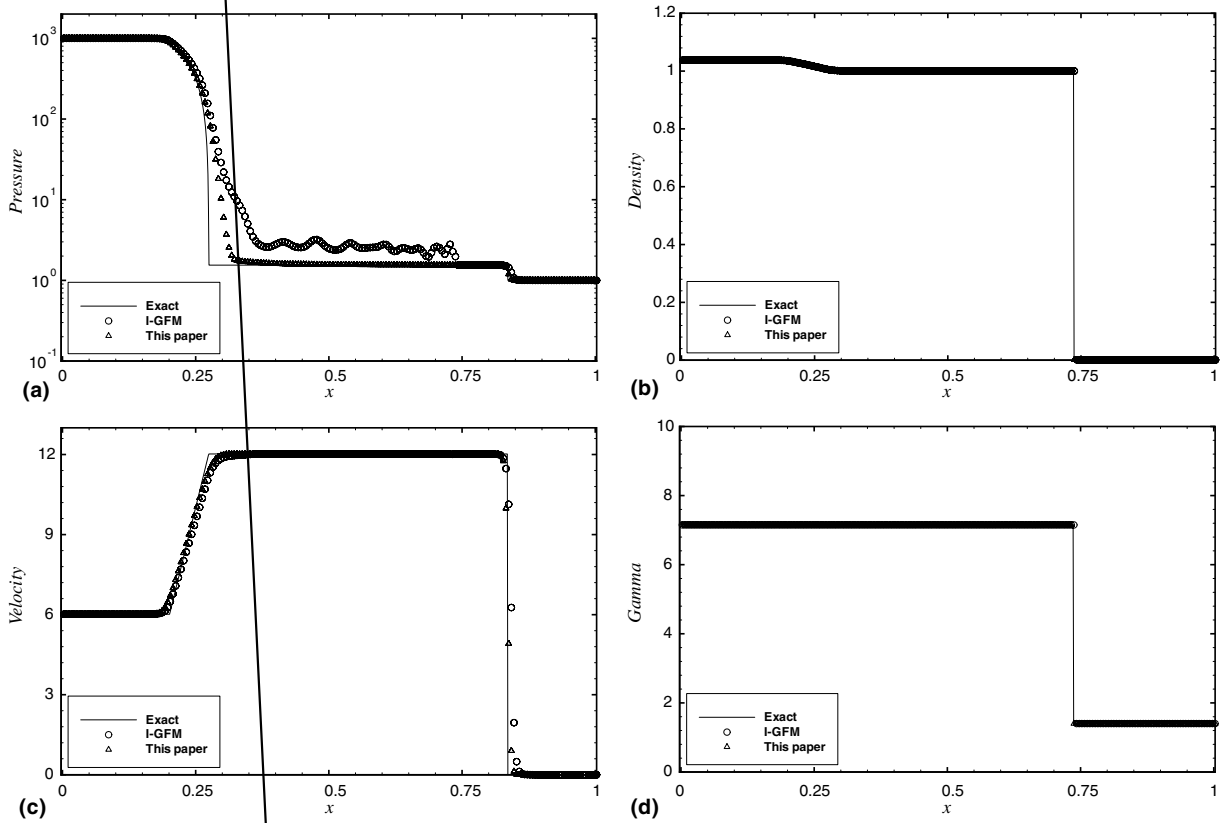 10^3
10^2
10^1
10^0
10^-1
Pressure
Exact
I-GFM
This paper
0 0.25 0.5 0.75 1
x
(a)
1.2
1
0.8
0.6
0.4
0.2
0
Density
Exact
I-GFM
This paper
0 0.25 0.5 0.75 1
x
(b)
12
9
6
3
0
Velocity
Exact
I-GFM
This paper
0 0.25 0.5 0.75 1
x
(c)
10
8
6
4
2
0
Gamma
Exact
I-GFM
This paper
0 0.25 0.5 0.75 1
x
(d)